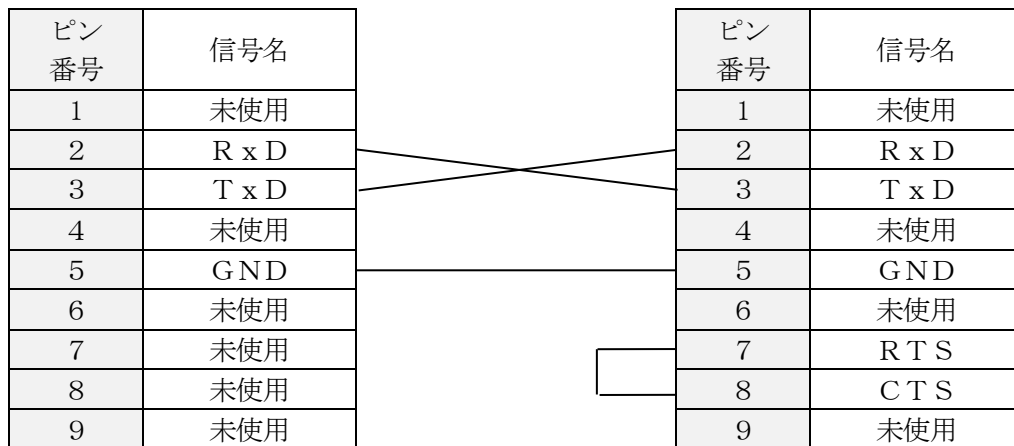 ピン番号 信号名 ピン番号 信号名
1 未使用 1 未使用
2 RxD 2 RxD
3 TxD 3 TxD
4 未使用 4 未使用
5 GND 5 GND
6 未使用 6 未使用
7 未使用 7 RTS
8 未使用 8 CTS
9 未使用 9 未使用